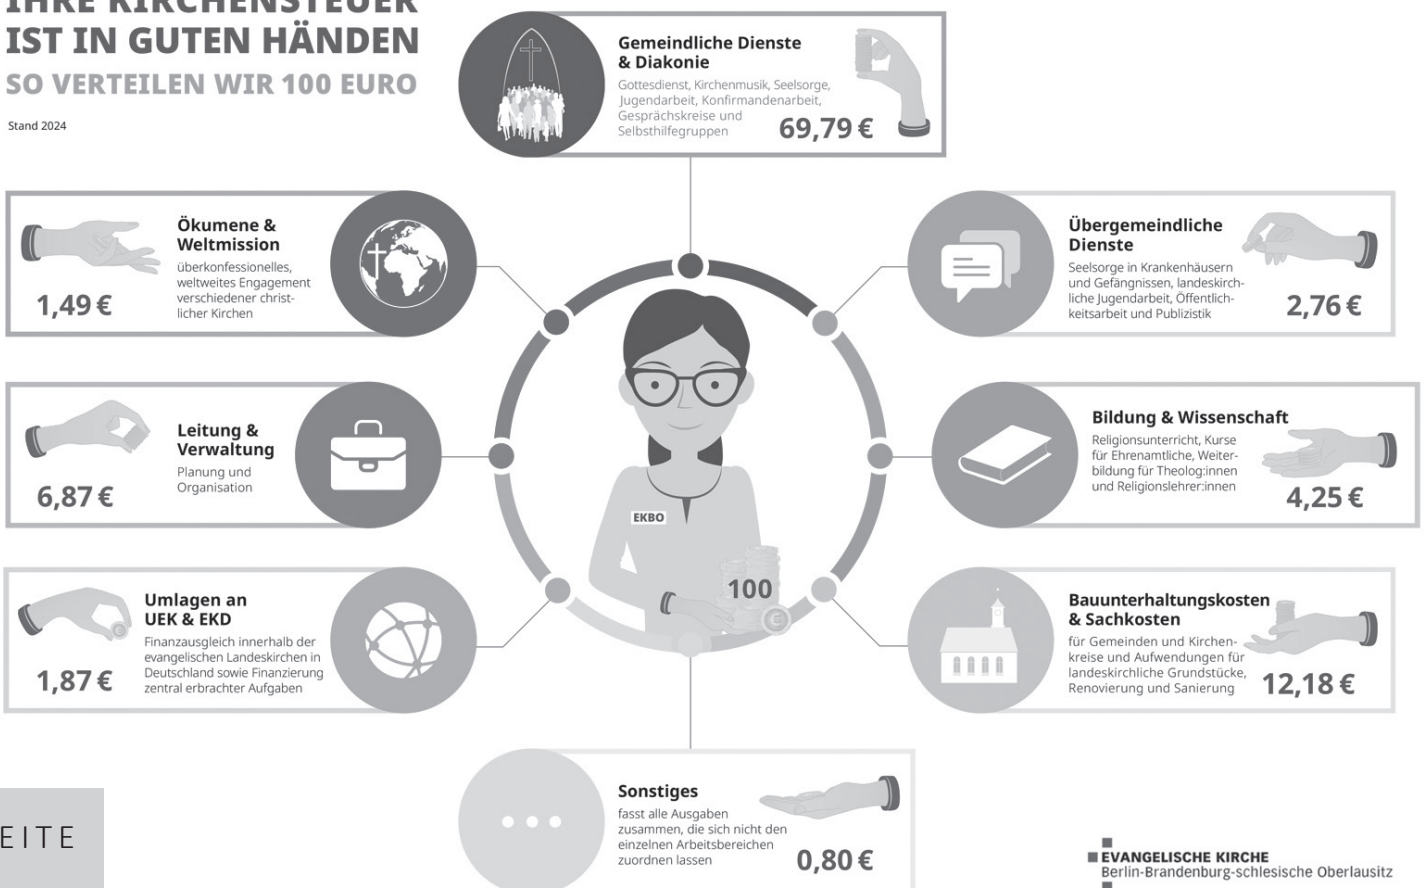 IHRE KIRCHENSTEUER
IST IN GUTEN HÄNDEN
SO VERTEILEN WIR 100 EURO
Stand 2024
Gemeindliche Dienste
& Diakonie
Gottesdienst, Kirchenmusik, Seelsorge,
Jugendarbeit, Konfirmandenarbeit,
Gesprächskreise und
Selbsthilfegruppen
69,79 €
Ökumene &
Weltmission
überkonfessionelles,
weltweites Engagement
verschiedener christ-
licher Kirchen
1,49 €
Übergemeindliche
Dienste
Seelsorge in Krankenhäusern
und Gefängnissen, landeskirch-
liche Jugendarbeit, Öffentlich-
keitsarbeit und Publizistik
2,76 €
Leitung &
Verwaltung
Planung und
Organisation
6,87 €
Bildung & Wissenschaft
Religionsunterricht, Kurse
für Ehrenamtliche, Weiter-
bildung für Theolog:innen
und Religionslehrer:innen
4,25 €
EKBO
100
€
Umlagen an
UEK & EKD
Finanzausgleich innerhalb der
evangelischen Landeskirchen in
Deutschland sowie Finanzierung
zentral erbrachter Aufgaben
1,87 €
Bauunterhaltungskosten
& Sachkosten
für Gemeinden und Kirchen-
kreise und Aufwendungen für
landeskirchliche Grundstücke,
Renovierung und Sanierung
12,18 €
Sonstiges
fasst alle Ausgaben
zusammen, die sich nicht den
einzelnen Arbeitsbereichen
zuordnen lassen
0,80 €
EITE
EVANGELISCHE KIRCHE
Berlin-Brandenburg-schlesische Oberlausitz